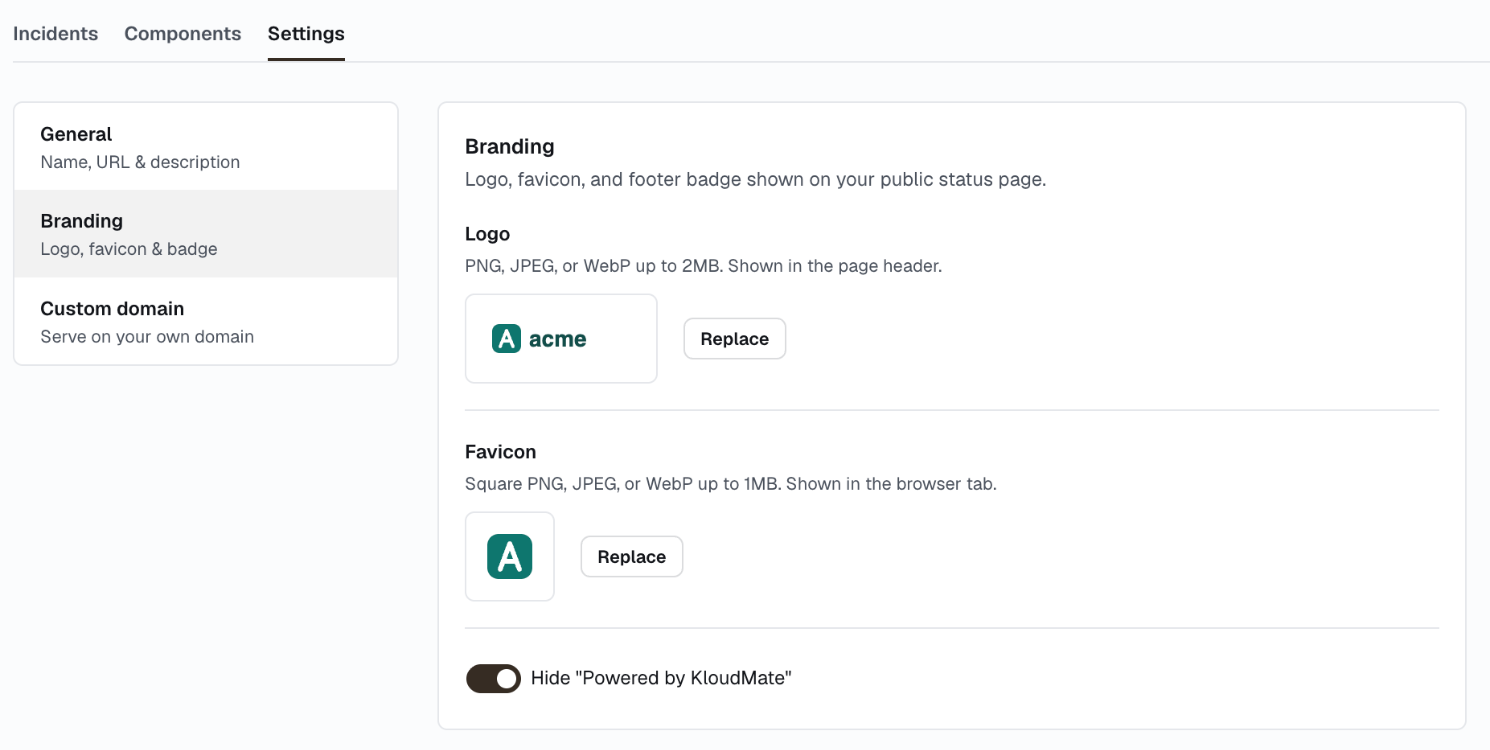 Incidents Components Settings
General
Name, URL & description
Branding
Logo, favicon & badge
Custom domain
Serve on your own domain
Branding
Logo, favicon, and footer badge shown on your public status page.
Logo
PNG, JPEG, or WebP up to 2MB. Shown in the page header.
A acme Replace
Favicon
Square PNG, JPEG, or WebP up to 1MB. Shown in the browser tab.
A Replace
Hide "Powered by KloudMate"